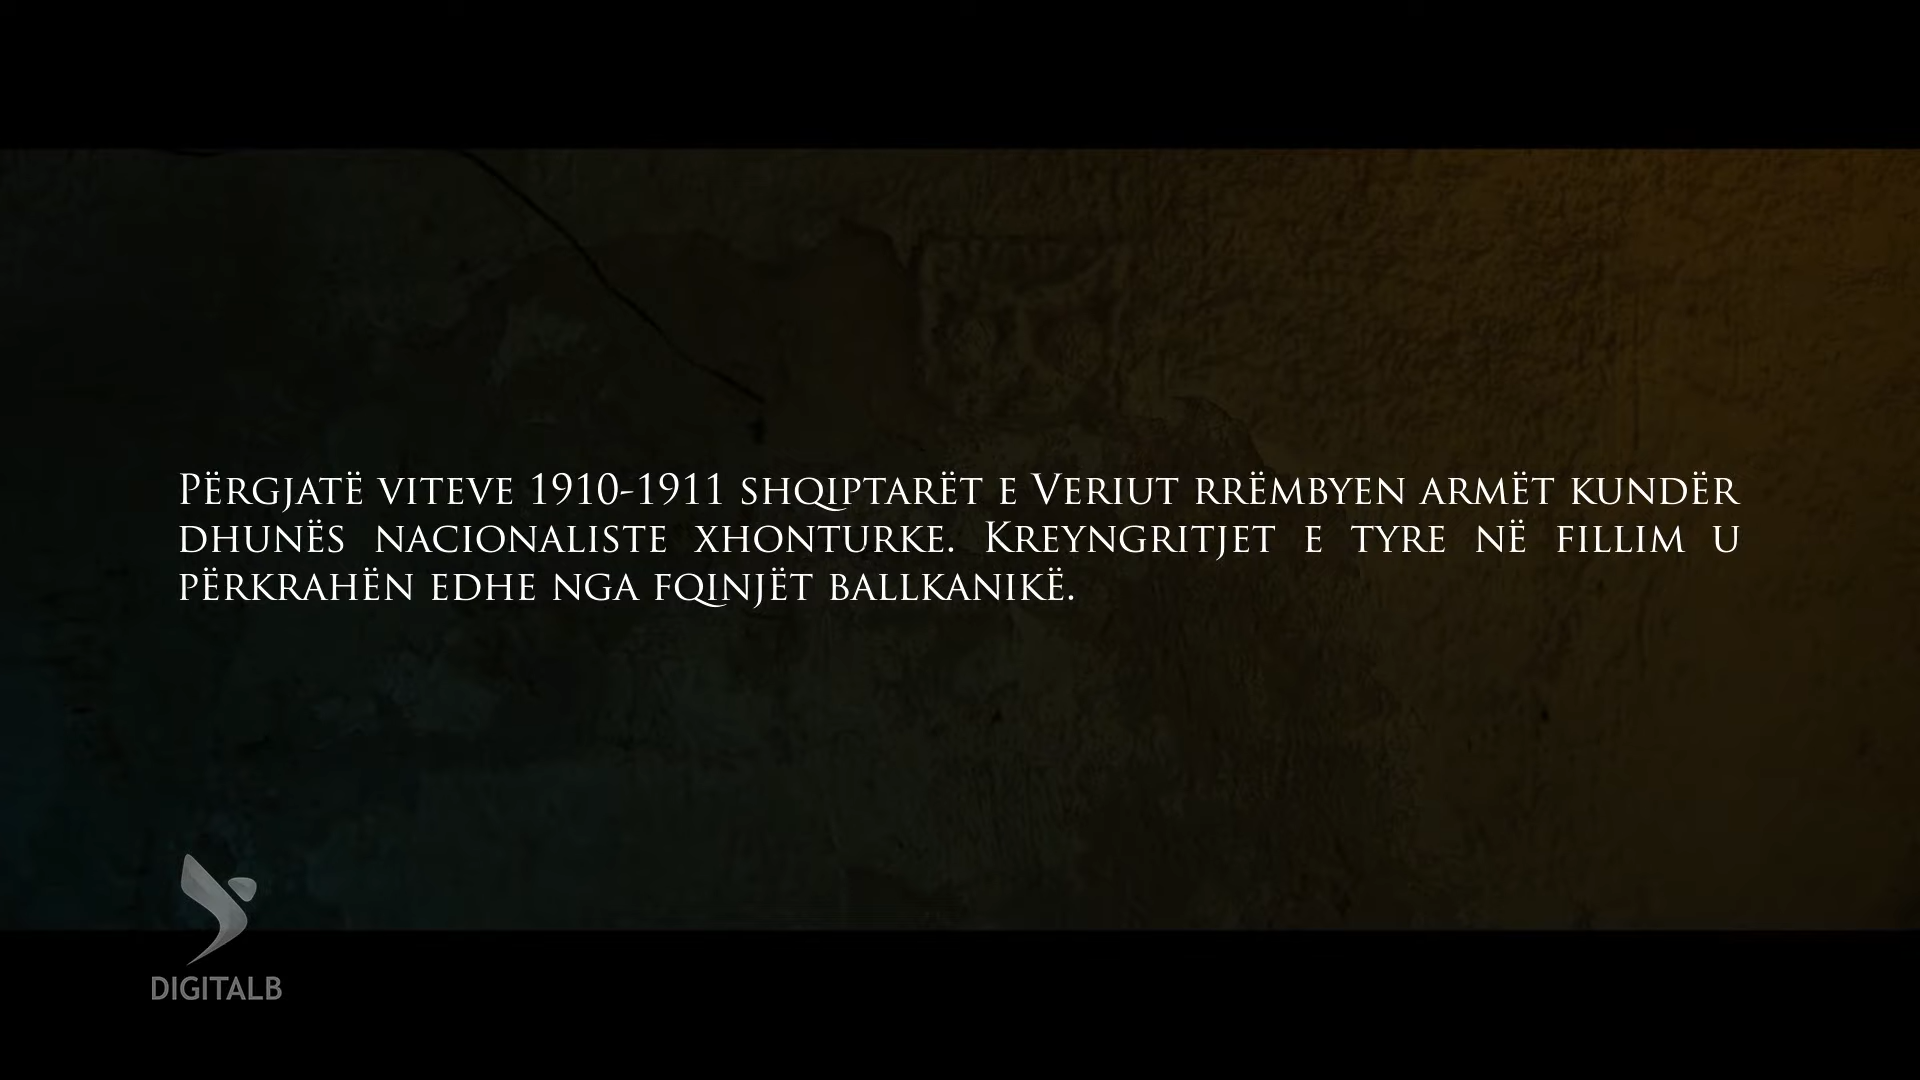 Përgjatë viteve 1910-1911 shqiptarët e Veriut rrëmbyen armët kundër
dhunës nacionaliste xhonturke. Kreyngritjet e tyre në fillim u
përkrahën edhe nga fqinjët ballkanikë.
DIGITALB